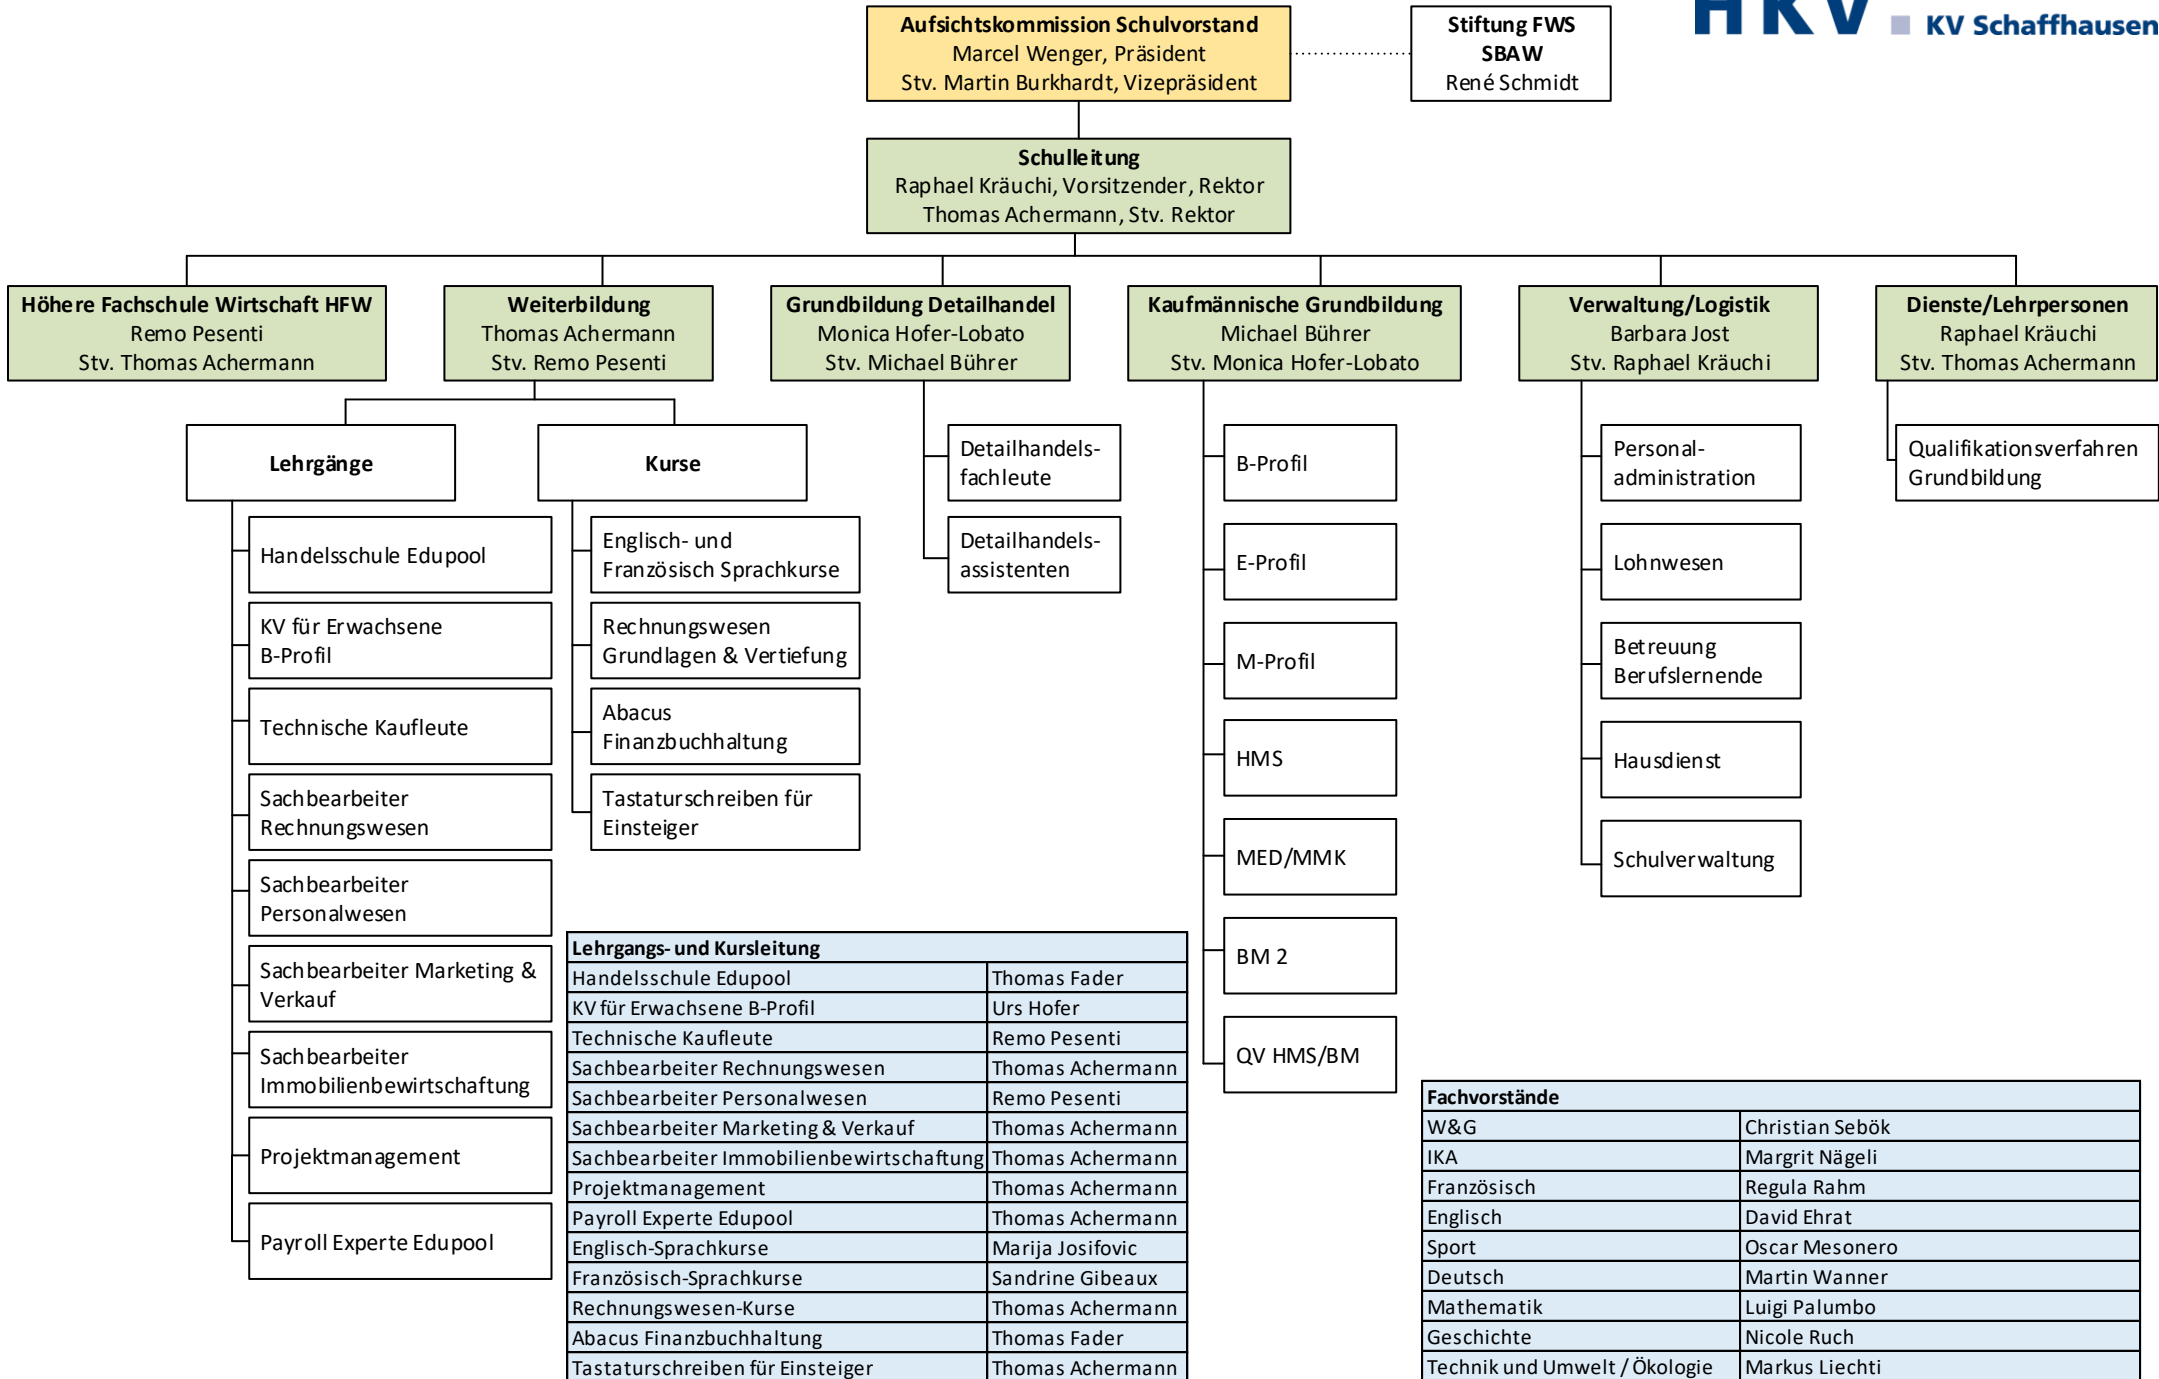 Aufsichtskommission Schulvorstand
Marcel Wenger, Präsident
Stv. Martin Burkhardt, Vizepräsident
Stiftung FWS
SBAW
René Schmidt
HKV
KV Schaffhausen
Schulleitung
Raphael Kräuchi, Vorsitzender, Rektor
Thomas Achermann, Stv. Rektor
Höhere Fachschule Wirtschaft HFW
Remo Pesenti
Stv. Thomas Achermann
Weiterbildung
Thomas Achermann
Stv. Remo Pesenti
Grundbildung Detailhandel
Monica Hofer-Lobato
Stv. Michael Bührer
Kaufmännische Grundbildung
Michael Bührer
Stv. Monica Hofer-Lobato
Verwaltung/Logistik
Barbara Jost
Stv. Raphael Kräuchi
Dienste/Lehrpersonen
Raphael Kräuchi
Stv. Thomas Achermann
Lehrgänge
Handelsschule Edupool
KV für Erwachsene
B-Profil
Technische Kaufleute
Sachbearbeiter
Rechnungswesen
Sachbearbeiter
Personalwesen
Sachbearbeiter Marketing &
Verkauf
Sachbearbeiter
Immobilienbewirtschaftung
Projektmanagement
Payroll Experte Edupool
Kurse
Englisch- und
Französisch Sprachkurse
Rechnungswesen
Grundlagen & Vertiefung
Abacus
Finanzbuchhaltung
Tastaturschreiben für
Einsteiger
Detailhandels-
fachleute
Detailhandels-
assistenten
B-Profil
E-Profil
M-Profil
HMS
MED/MMK
BM 2
QV HMS/BM
Personal-
administration
Lohnwesen
Betreuung
Berufslernende
Hausdienst
Schulverwaltung
Qualifikationsverfahren
Grundbildung
Lehrgangs- und Kursleitung
Handelsschule Edupool Thomas Fader
KV für Erwachsene B-Profil Urs Hofer
Technische Kaufleute Remo Pesenti
Sachbearbeiter Rechnungswesen Thomas Achermann
Sachbearbeiter Personalwesen Remo Pesenti
Sachbearbeiter Marketing & Verkauf Thomas Achermann
Sachbearbeiter Immobilienbewirtschaftung Thomas Achermann
Projektmanagement Thomas Achermann
Payroll Experte Edupool Thomas Achermann
Englisch-Sprachkurse Marija Josifovic
Französisch-Sprachkurse Sandrine Gibeaux
Rechnungswesen-Kurse Thomas Achermann
Abacus Finanzbuchhaltung Thomas Fader
Tastaturschreiben für Einsteiger Thomas Achermann
Fachvorstände
W&G Christian Sebök
IKA Margrit Nägeli
Französisch Regula Rahm
Englisch David Ehrat
Sport Oscar Mesonero
Deutsch Martin Wanner
Mathematik Luigi Palumbo
Geschichte Nicole Ruch
Technik und Umwelt / Ökologie Markus Liechti